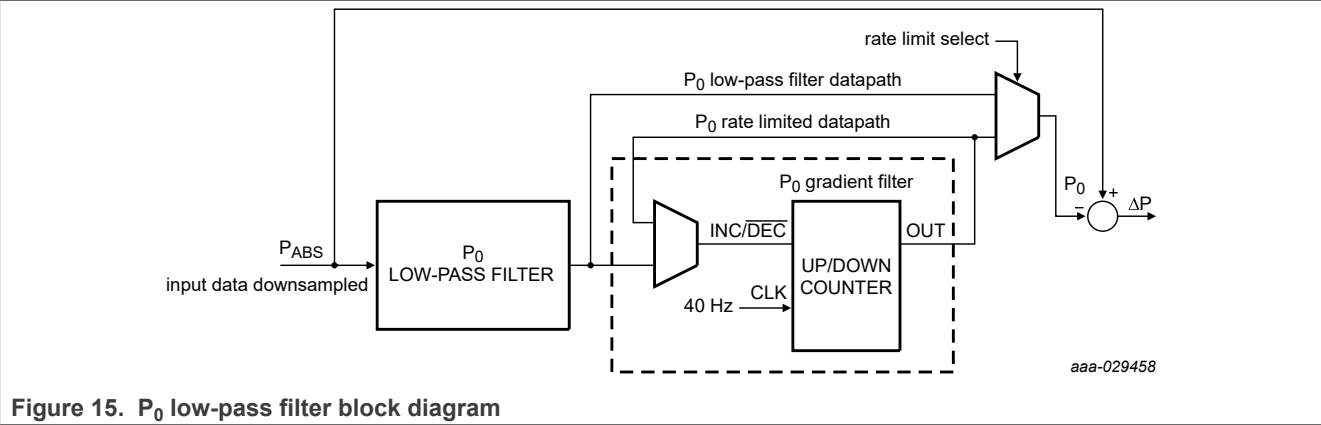 rate limit select
P0 low-pass filter datapath
P0 rate limited datapath
P0 gradient filter
P0
+
−
ΔP
PABS
input data downsampled
P0
LOW-PASS FILTER
INC/D̅E̅C̅
OUT
UP/DOWN
COUNTER
CLK
40 Hz
aaa-029458
Figure 15. P0 low-pass filter block diagram